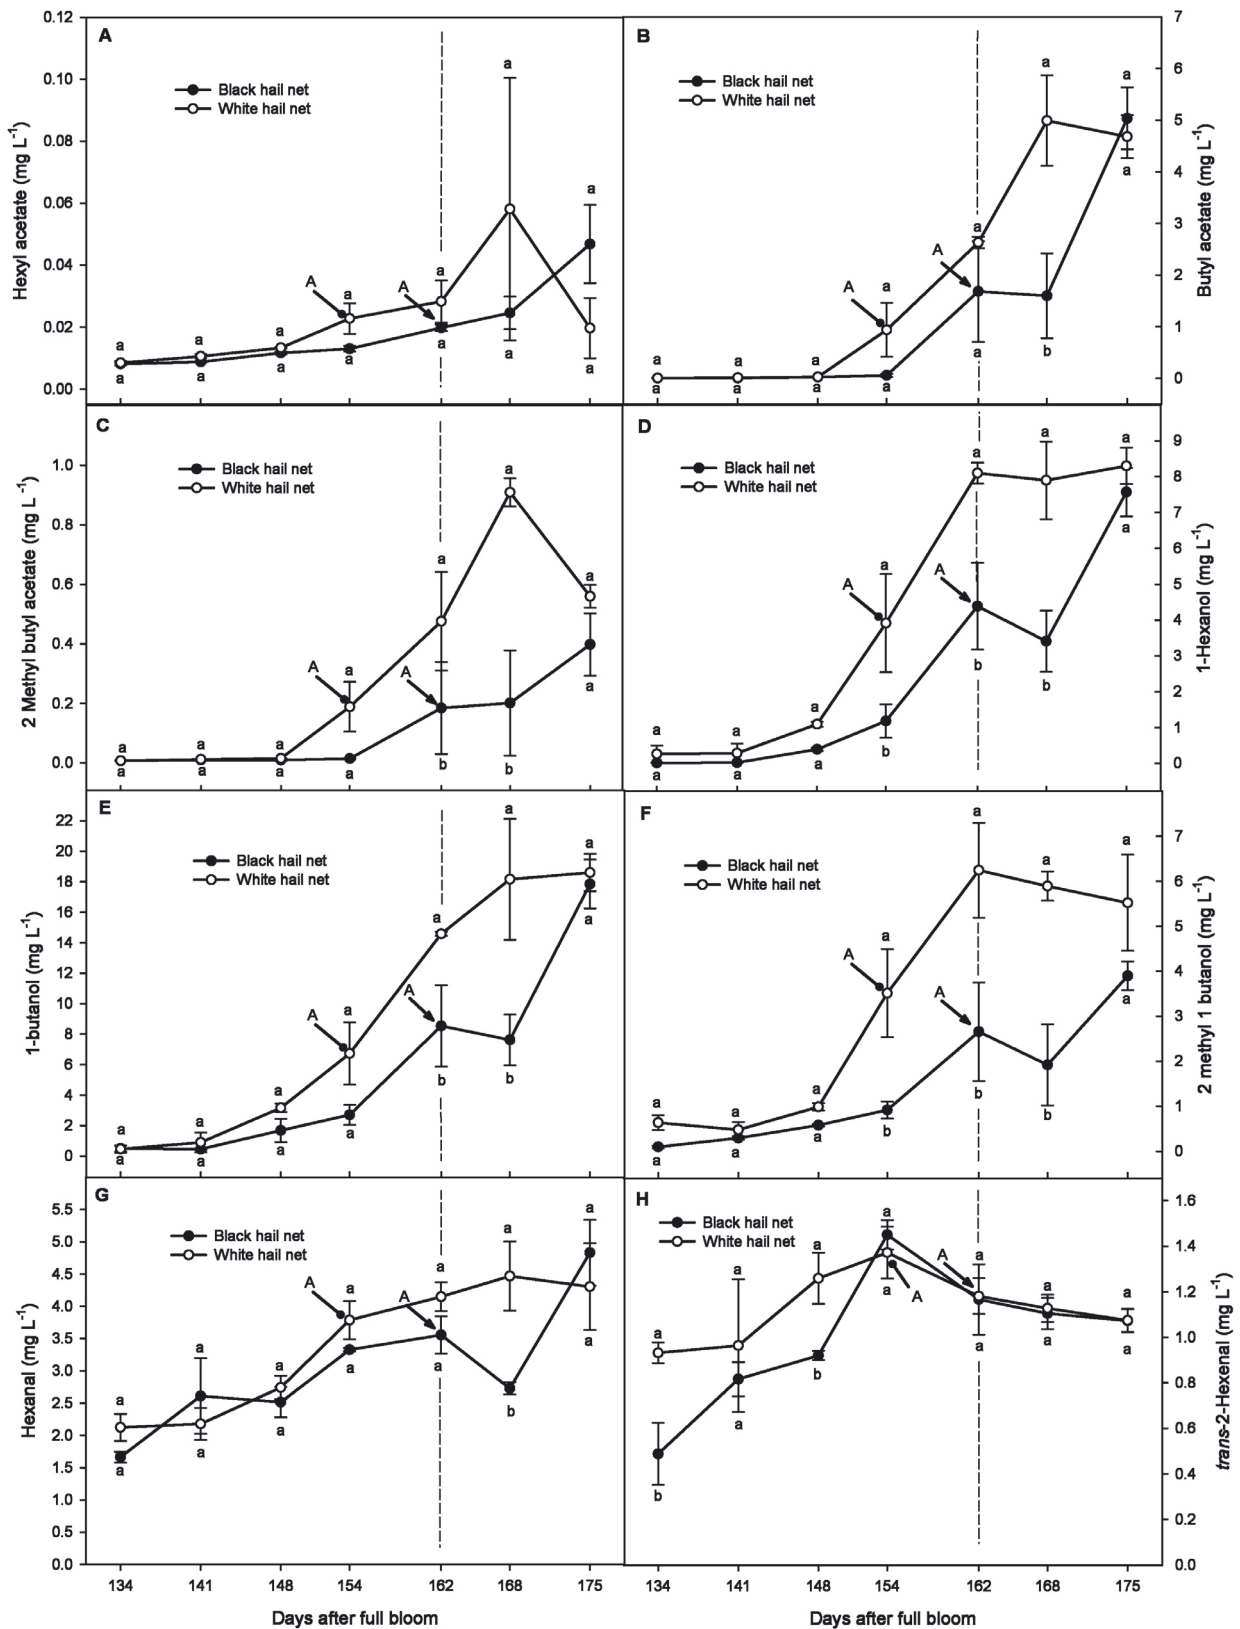 A
Black hail net
White hail net
Hexyl acetate (mg L⁻¹)
0.12
0.10
0.08
0.06
0.04
0.02
0.00
a a a a a a a
A A
a a a a a a a
B
Black hail net
White hail net
Butyl acetate (mg L⁻¹)
7
6
5
4
3
2
1
0
a a a a a a a
A A
a a a a a b a
C
Black hail net
White hail net
2 Methyl butyl acetate (mg L⁻¹)
1.0
0.8
0.6
0.4
0.2
0.0
a a a a a a a
A A
a a a a b b a
D
Black hail net
White hail net
1-Hexanol (mg L⁻¹)
9
8
7
6
5
4
3
2
1
0
a a a a a a a
A A
a a a b b b a
E
Black hail net
White hail net
1-butanol (mg L⁻¹)
22
20
18
16
14
12
10
8
6
4
2
0
a a a a a a a
A A
a a a a b b a
F
Black hail net
White hail net
2 methyl 1 butanol (mg L⁻¹)
7
6
5
4
3
2
1
0
a a a a a a a
A A
a a a b b b a
G
Black hail net
White hail net
Hexanal (mg L⁻¹)
5.5
5.0
4.5
4.0
3.5
3.0
2.5
2.0
1.5
1.0
0.5
0.0
a a a a a a a
A A
a a a a a b a
134 141 148 154 162 168 175
Days after full bloom
H
Black hail net
White hail net
trans-2-Hexenal (mg L⁻¹)
1.6
1.4
1.2
1.0
0.8
0.6
0.4
0.2
0.0
a a a a a a a
A A
b a b a a a a
134 141 148 154 162 168 175
Days after full bloom